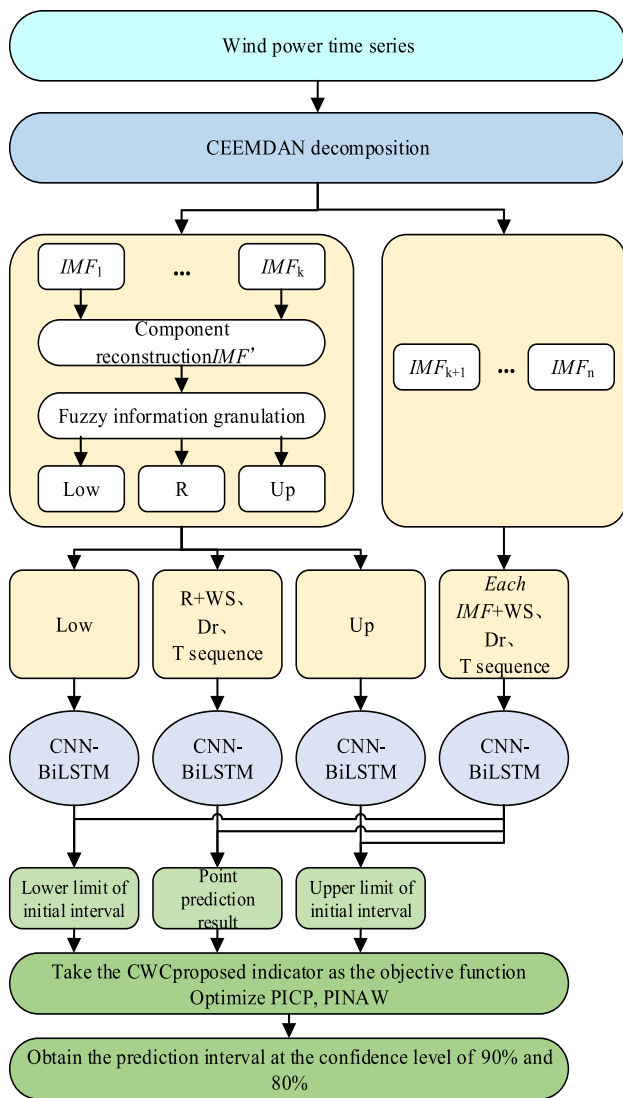 Wind power time series
CEEMDAN decomposition
IMF1
...
IMFk
Component
reconstructionIMF'
Fuzzy information granulation
Low
R
Up
IMFk+1
...
IMFn
Low
R+WS、
Dr、
T sequence
Up
Each
IMF+WS、
Dr、
T sequence
CNN-
BiLSTM
CNN-
BiLSTM
CNN-
BiLSTM
CNN-
BiLSTM
Lower limit of
initial interval
Point
prediction
result
Upper limit of
initial interval
Take the CWCproposed indicator as the objective function
Optimize PICP, PINAW
Obtain the prediction interval at the confidence level of 90% and
80%